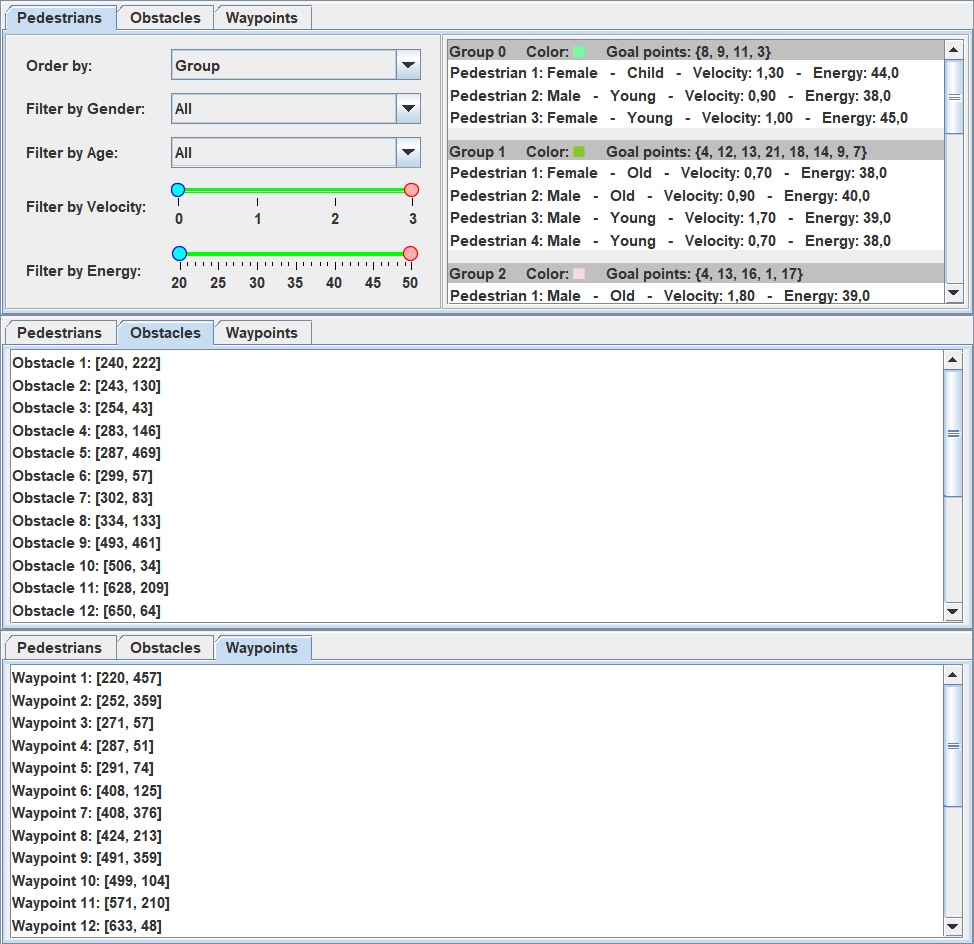 Pedestrians Obstacles Waypoints
Order by: Group
Filter by Gender: All
Filter by Age: All
Filter by Velocity:
0 1 2 3
Filter by Energy:
20 25 30 35 40 45 50
Group 0 Color: Goal points: {8, 9, 11, 3}
Pedestrian 1: Female - Child - Velocity: 1,30 - Energy: 44,0
Pedestrian 2: Male - Young - Velocity: 0,90 - Energy: 38,0
Pedestrian 3: Female - Young - Velocity: 1,00 - Energy: 45,0
Group 1 Color: Goal points: {4, 12, 13, 21, 18, 14, 9, 7}
Pedestrian 1: Female - Old - Velocity: 0,70 - Energy: 38,0
Pedestrian 2: Male - Old - Velocity: 0,90 - Energy: 40,0
Pedestrian 3: Male - Young - Velocity: 1,70 - Energy: 39,0
Pedestrian 4: Male - Young - Velocity: 0,70 - Energy: 38,0
Group 2 Color: Goal points: {4, 13, 16, 1, 17}
Pedestrian 1: Male - Old - Velocity: 1,80 - Energy: 39,0
Pedestrians Obstacles Waypoints
Obstacle 1: [240, 222]
Obstacle 2: [243, 130]
Obstacle 3: [254, 43]
Obstacle 4: [283, 146]
Obstacle 5: [287, 469]
Obstacle 6: [299, 57]
Obstacle 7: [302, 83]
Obstacle 8: [334, 133]
Obstacle 9: [493, 461]
Obstacle 10: [506, 34]
Obstacle 11: [628, 209]
Obstacle 12: [650, 64]
Pedestrians Obstacles Waypoints
Waypoint 1: [220, 457]
Waypoint 2: [252, 359]
Waypoint 3: [271, 57]
Waypoint 4: [287, 51]
Waypoint 5: [291, 74]
Waypoint 6: [408, 125]
Waypoint 7: [408, 376]
Waypoint 8: [424, 213]
Waypoint 9: [491, 359]
Waypoint 10: [499, 104]
Waypoint 11: [571, 210]
Waypoint 12: [633, 48]